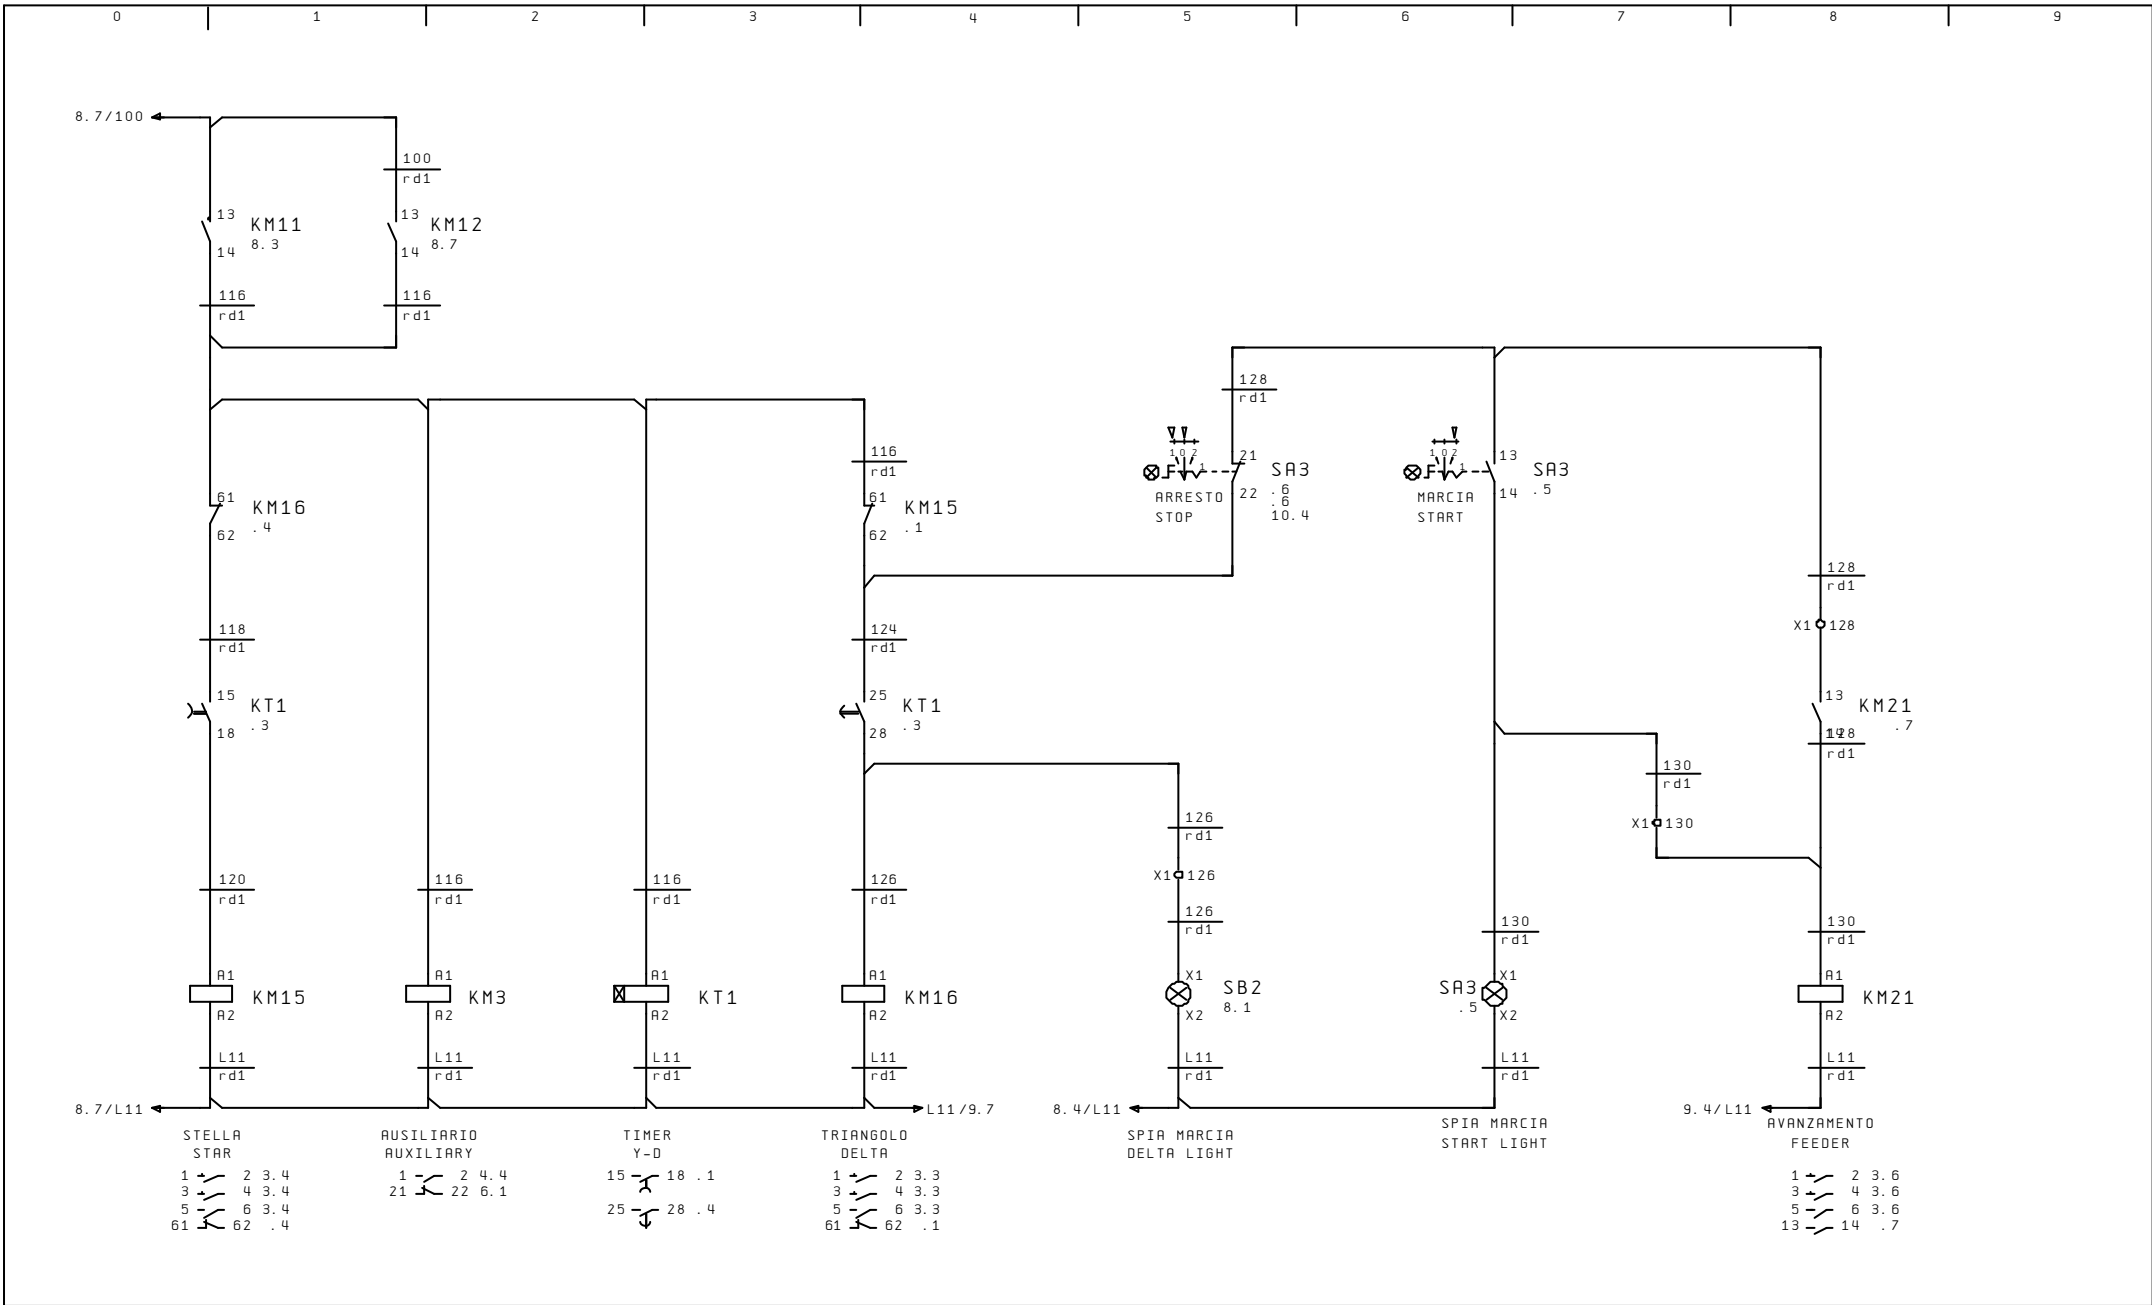 0 1 2 3 4 5 6 7 8 9
8.7/100
100
rd1
13 KM11 13 KM12
8.3 8.7
14 14
116 116
rd1 rd1
128
rd1
116
rd1
1 0 2 1 21 SA3
22 .6
.6
10.4
ARRESTO
STOP
1 0 2 1 13 SA3
14 .5
MARCIA
START
61 KM16
62 .4
61 KM15
62 .1
128
rd1
X1 128
118
rd1
124
rd1
15 KT1
.3
18
25 KT1
.3
28
13 KM21
.7
14
128
rd1
130
rd1
X1 130
126
rd1
X1 126
126
rd1
120 116 116 126
rd1 rd1 rd1 rd1
130 130
rd1 rd1
A1 A1 A1 A1 X1 X1 A1
KM15 KM3 KT1 KM16 SB2 SA3 KM21
8.1 .5
A2 A2 A2 A2 X2 X2 A2
L11 L11 L11 L11 L11 L11 L11
rd1 rd1 rd1 rd1 rd1 rd1 rd1
8.7/L11 L11/9.7 8.4/L11 9.4/L11
STELLA
STAR
1 2 3.4
3 4 3.4
5 6 3.4
61 62 .4
AUSILIARIO
AUXILIARY
1 2 4.4
21 22 6.1
TIMER
Y-D
15 18 .1
25 28 .4
TRIANGOLO
DELTA
1 2 3.3
3 4 3.3
5 6 3.3
61 62 .1
SPIA MARCIA
DELTA LIGHT
SPIA MARCIA
START LIGHT
AVANZAMENTO
FEEDER
1 2 3.6
3 4 3.6
5 6 3.6
13 14 .7